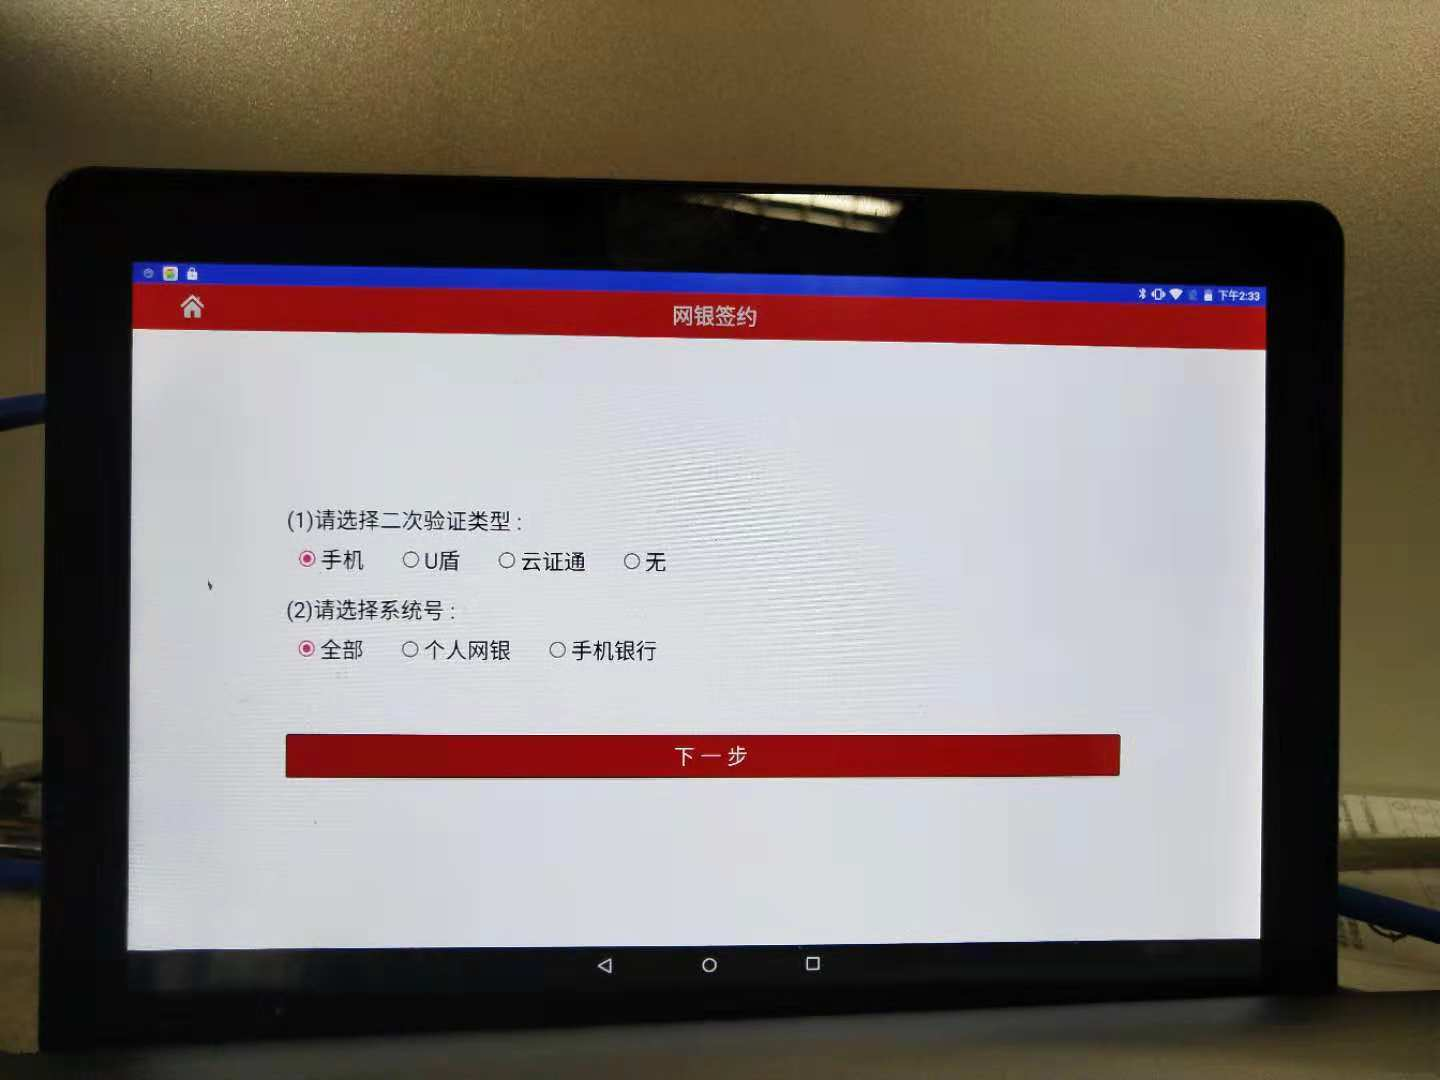 下午2:33
网银签约
(1)请选择二次验证类型:
手机 U盾 云证通 无
(2)请选择系统号:
全部 个人网银 手机银行
下一步